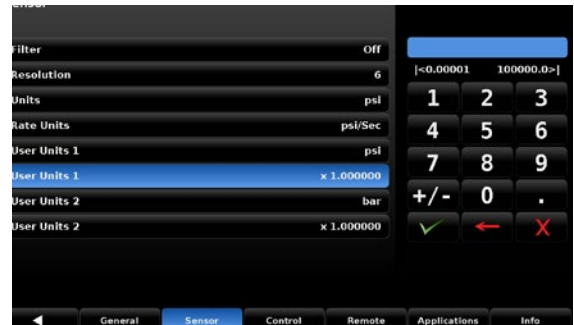 Sensor
Filter Off
Resolution 6
Units psi
Rate Units psi/Sec
User Units 1 psi
User Units 1 x 1.000000
User Units 2 bar
User Units 2 x 1.000000
|<0.00001 100000.0>|
1 2 3
4 5 6
7 8 9
+/- 0 .
General Sensor Control Remote Applications Info